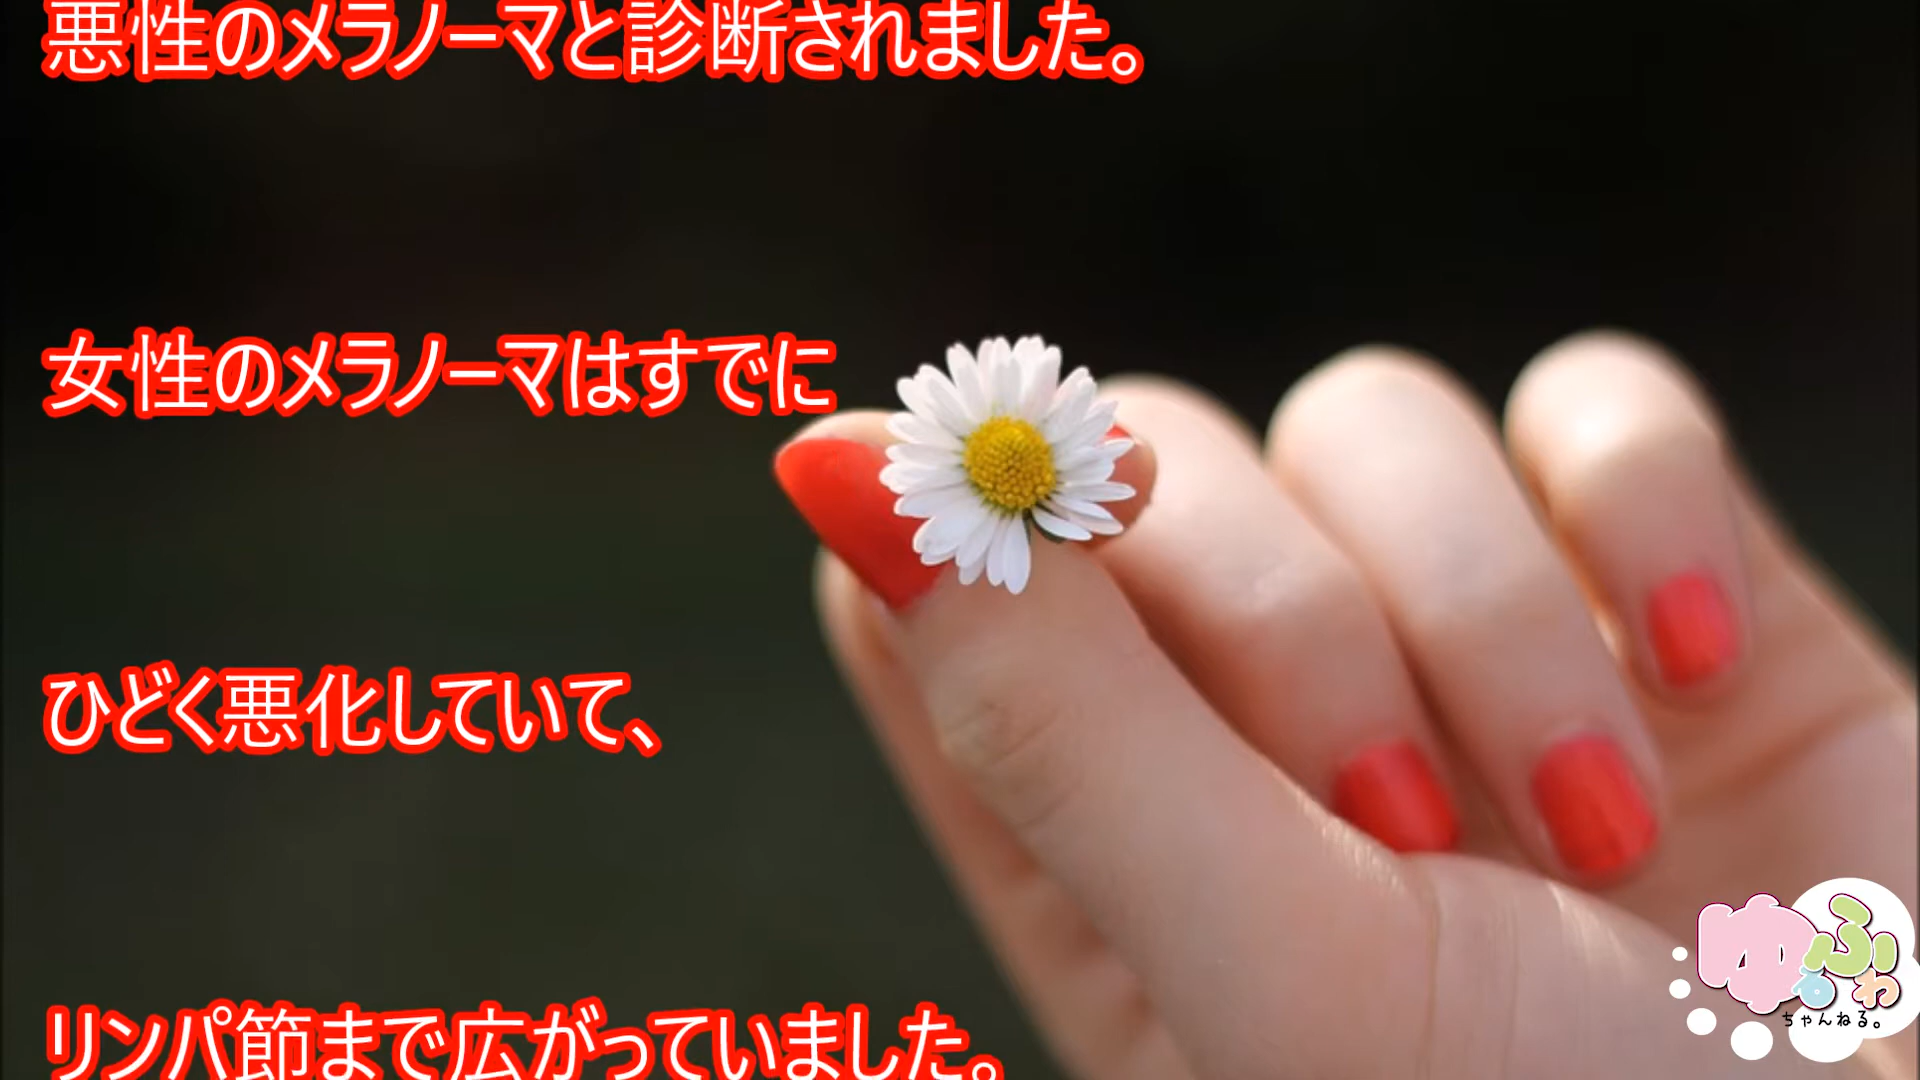 悪性のメラノーマと診断されました。
女性のメラノーマはすでに
ひどく悪化していて、
リンパ節まで広がっていました。
ゆるふわ
ちゃんねる。